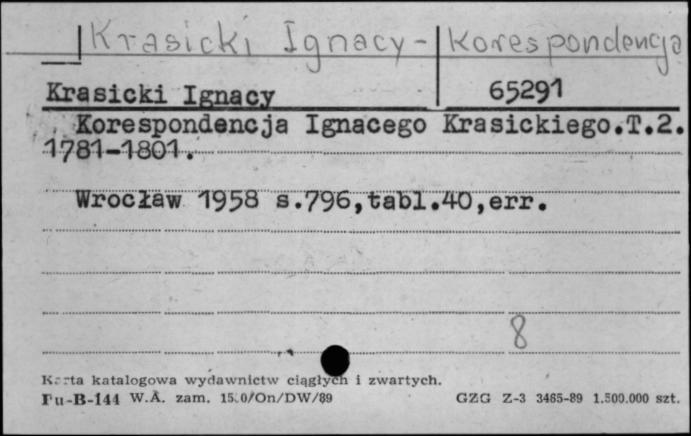 Krasicki Ignacy - Korespondencja
Krasicki Ignacy 65291
Korespondencja Ignacego Krasickiego.T.2.
1781-1801.
Wrocław 1958 s.796,tabl.40,err.
8
Karta katalogowa wydawnictw ciągłych i zwartych.
Pu-B-144 W.A. zam. /On/DW/89 GZG Z-3 3465-89 1.500.000 szt.